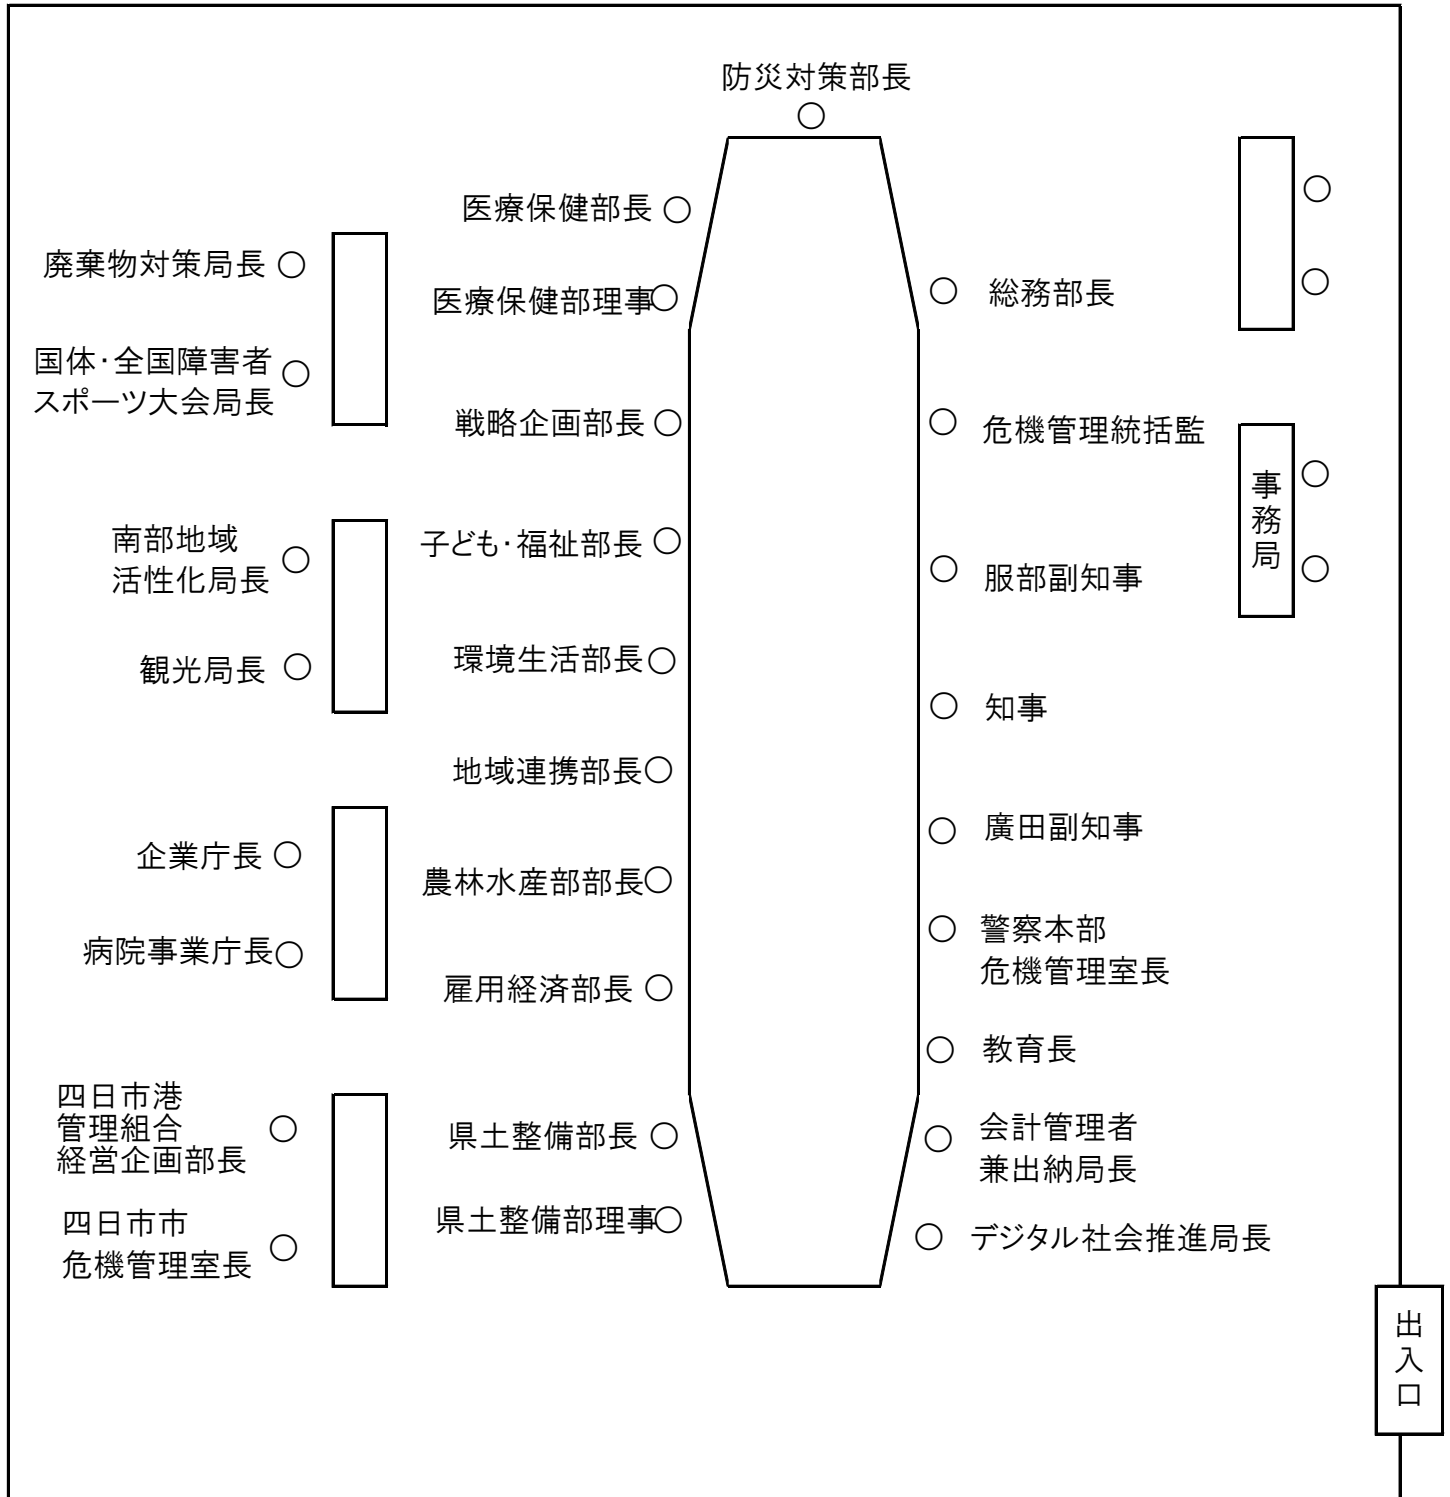 防災対策部長
医療保健部長
廃棄物対策局長
医療保健部理事
総務部長
国体・全国障害者
スポーツ大会局長
戦略企画部長
危機管理統括監
事務局
南部地域
活性化局長
子ども・福祉部長
服部副知事
観光局長
環境生活部長
知事
地域連携部長
廣田副知事
企業庁長
農林水産部部長
警察本部
危機管理室長
病院事業庁長
雇用経済部長
教育長
四日市港
管理組合
経営企画部長
県土整備部長
会計管理者
兼出納局長
四日市市
危機管理室長
県土整備部理事
デジタル社会推進局長
出入口